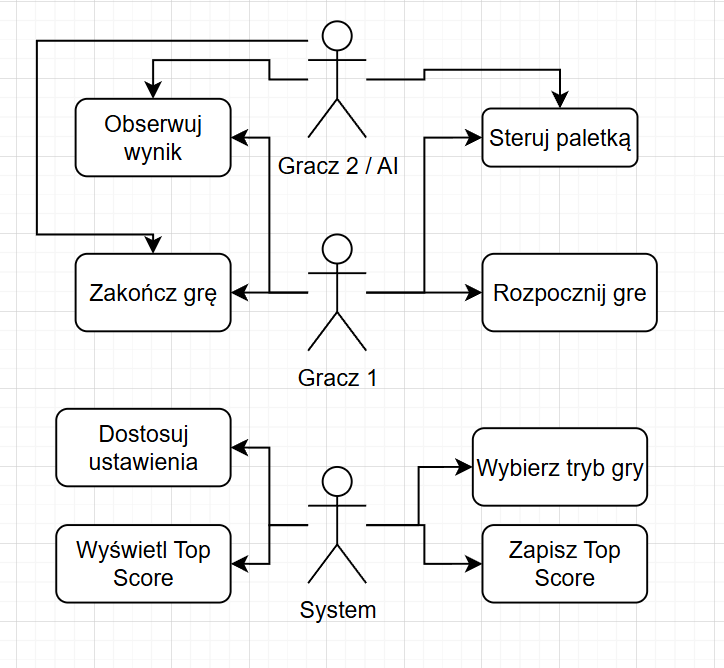 Obserwuj
wynik
Steruj paletką
Gracz 2 / AI
Zakończ grę
Rozpocznij gre
Gracz 1
Dostosuj
ustawienia
Wybierz tryb gry
Wyświetl Top
Score
Zapisz Top
Score
System